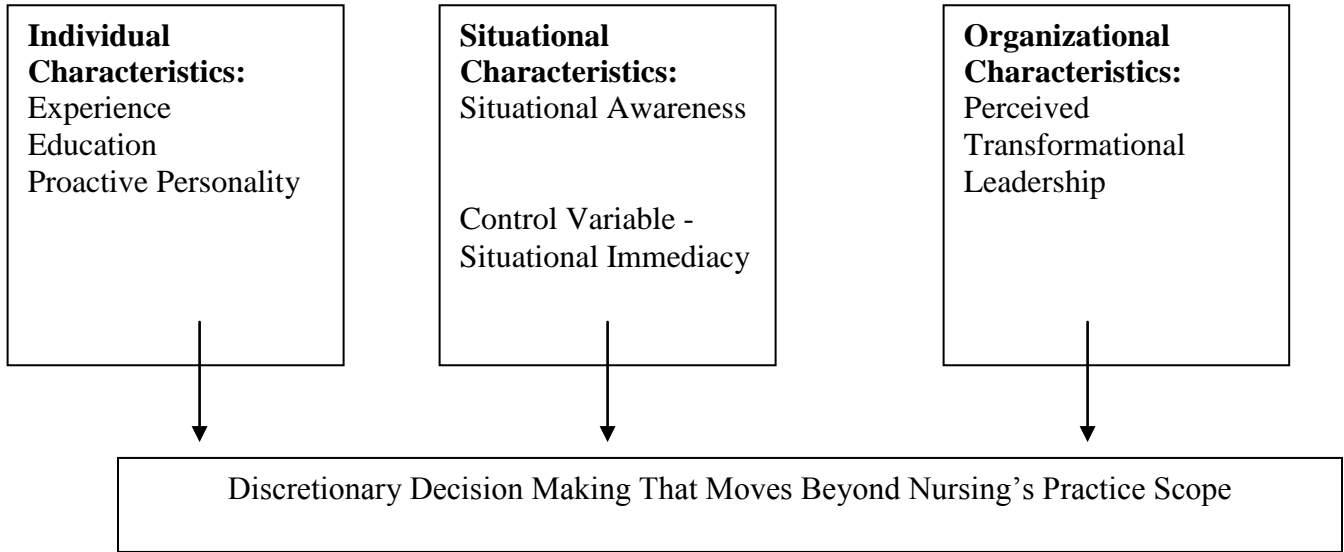 Individual
Characteristics:
Experience
Education
Proactive Personality
Situational
Characteristics:
Situational Awareness
Control Variable -
Situational Immediacy
Organizational
Characteristics:
Perceived
Transformational
Leadership
Discretionary Decision Making That Moves Beyond Nursing’s Practice Scope